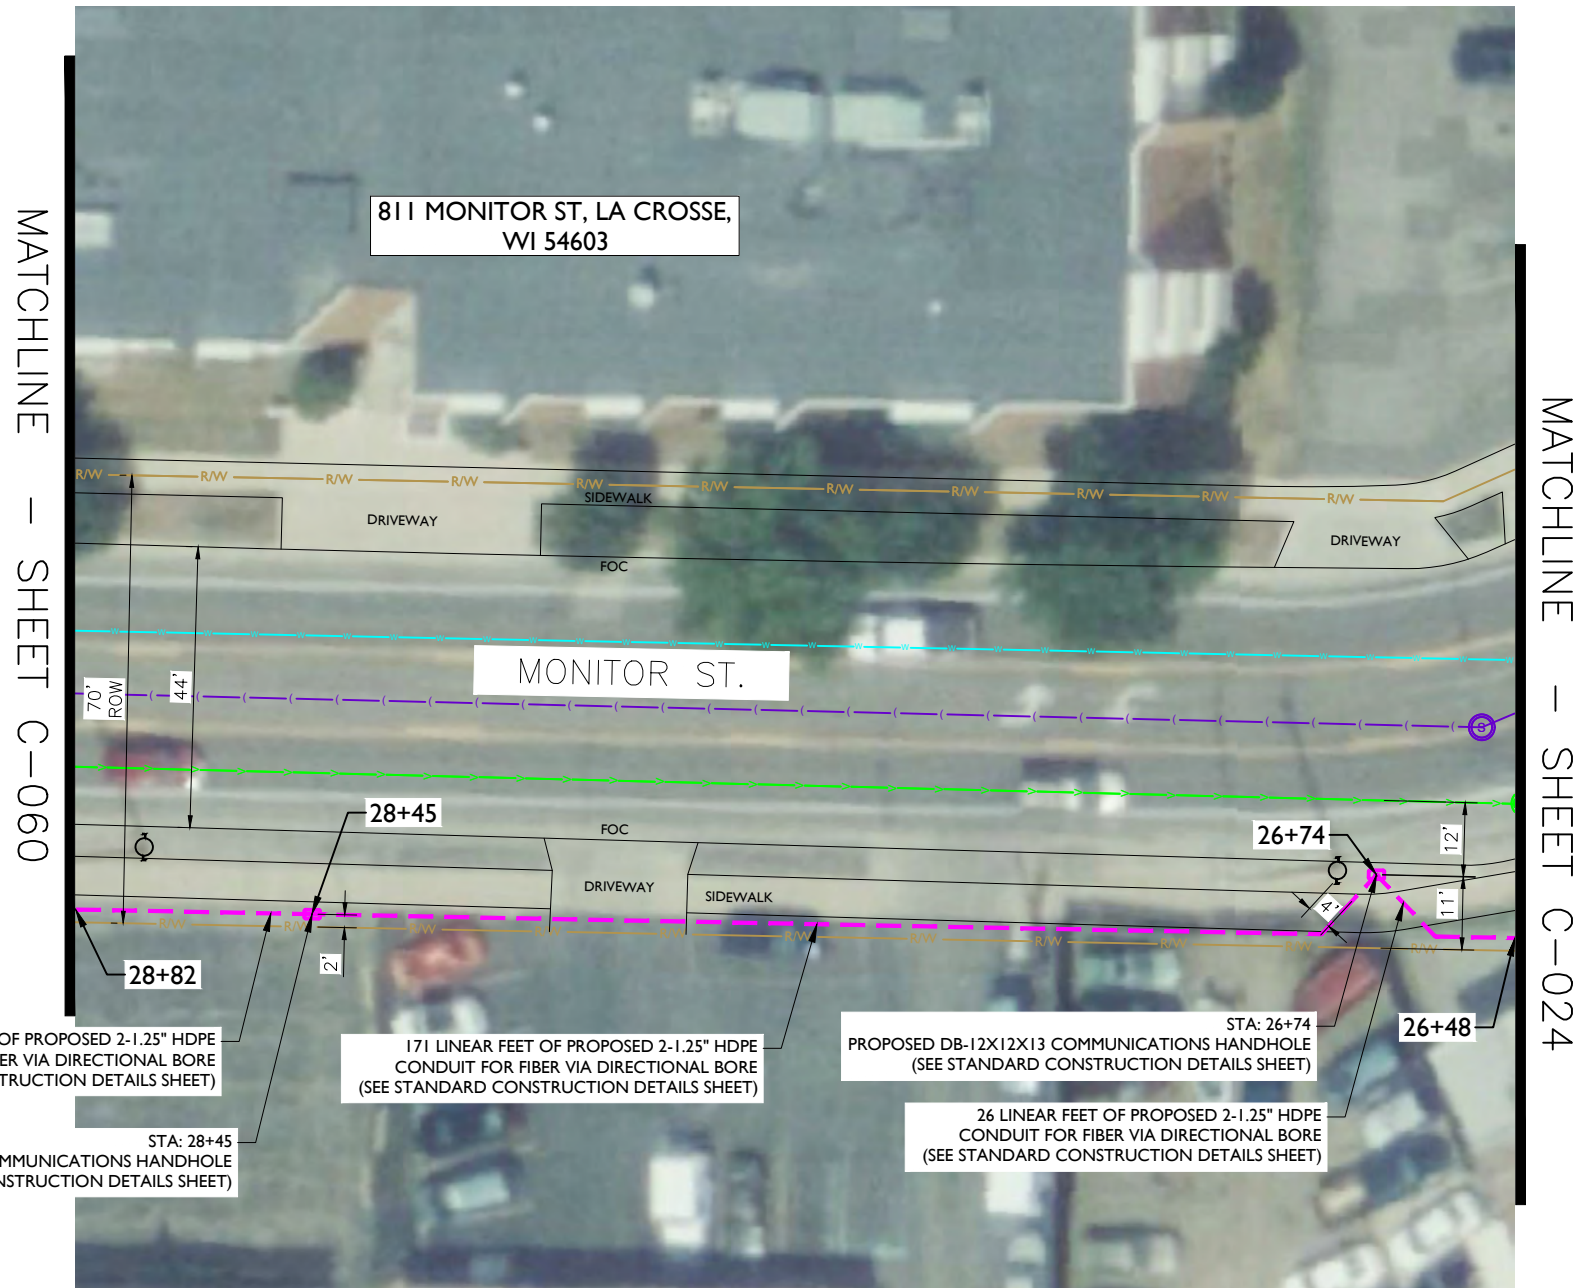 811 MONITOR ST, LA CROSSE,
WI 54603
MATCHLINE - SHEET C-060
MATCHLINE - SHEET C-024
R/W R/W R/W R/W R/W R/W R/W R/W R/W R/W R/W
SIDEWALK
DRIVEWAY
DRIVEWAY
FOC
W W W W W W W W W W W W W W W W
MONITOR ST.
70'
ROW
44'
S
28+45
FOC
26+74
12'
DRIVEWAY
SIDEWALK
4'
11'
R/W R/W R/W R/W R/W R/W R/W R/W
2'
28+82
26+48
OF PROPOSED 2-1.25" HDPE
BER VIA DIRECTIONAL BORE
STRUCTION DETAILS SHEET)
171 LINEAR FEET OF PROPOSED 2-1.25" HDPE
CONDUIT FOR FIBER VIA DIRECTIONAL BORE
(SEE STANDARD CONSTRUCTION DETAILS SHEET)
STA: 26+74
PROPOSED DB-12X12X13 COMMUNICATIONS HANDHOLE
(SEE STANDARD CONSTRUCTION DETAILS SHEET)
26 LINEAR FEET OF PROPOSED 2-1.25" HDPE
CONDUIT FOR FIBER VIA DIRECTIONAL BORE
(SEE STANDARD CONSTRUCTION DETAILS SHEET)
STA: 28+45
MMUNICATIONS HANDHOLE
NSTRUCTION DETAILS SHEET)